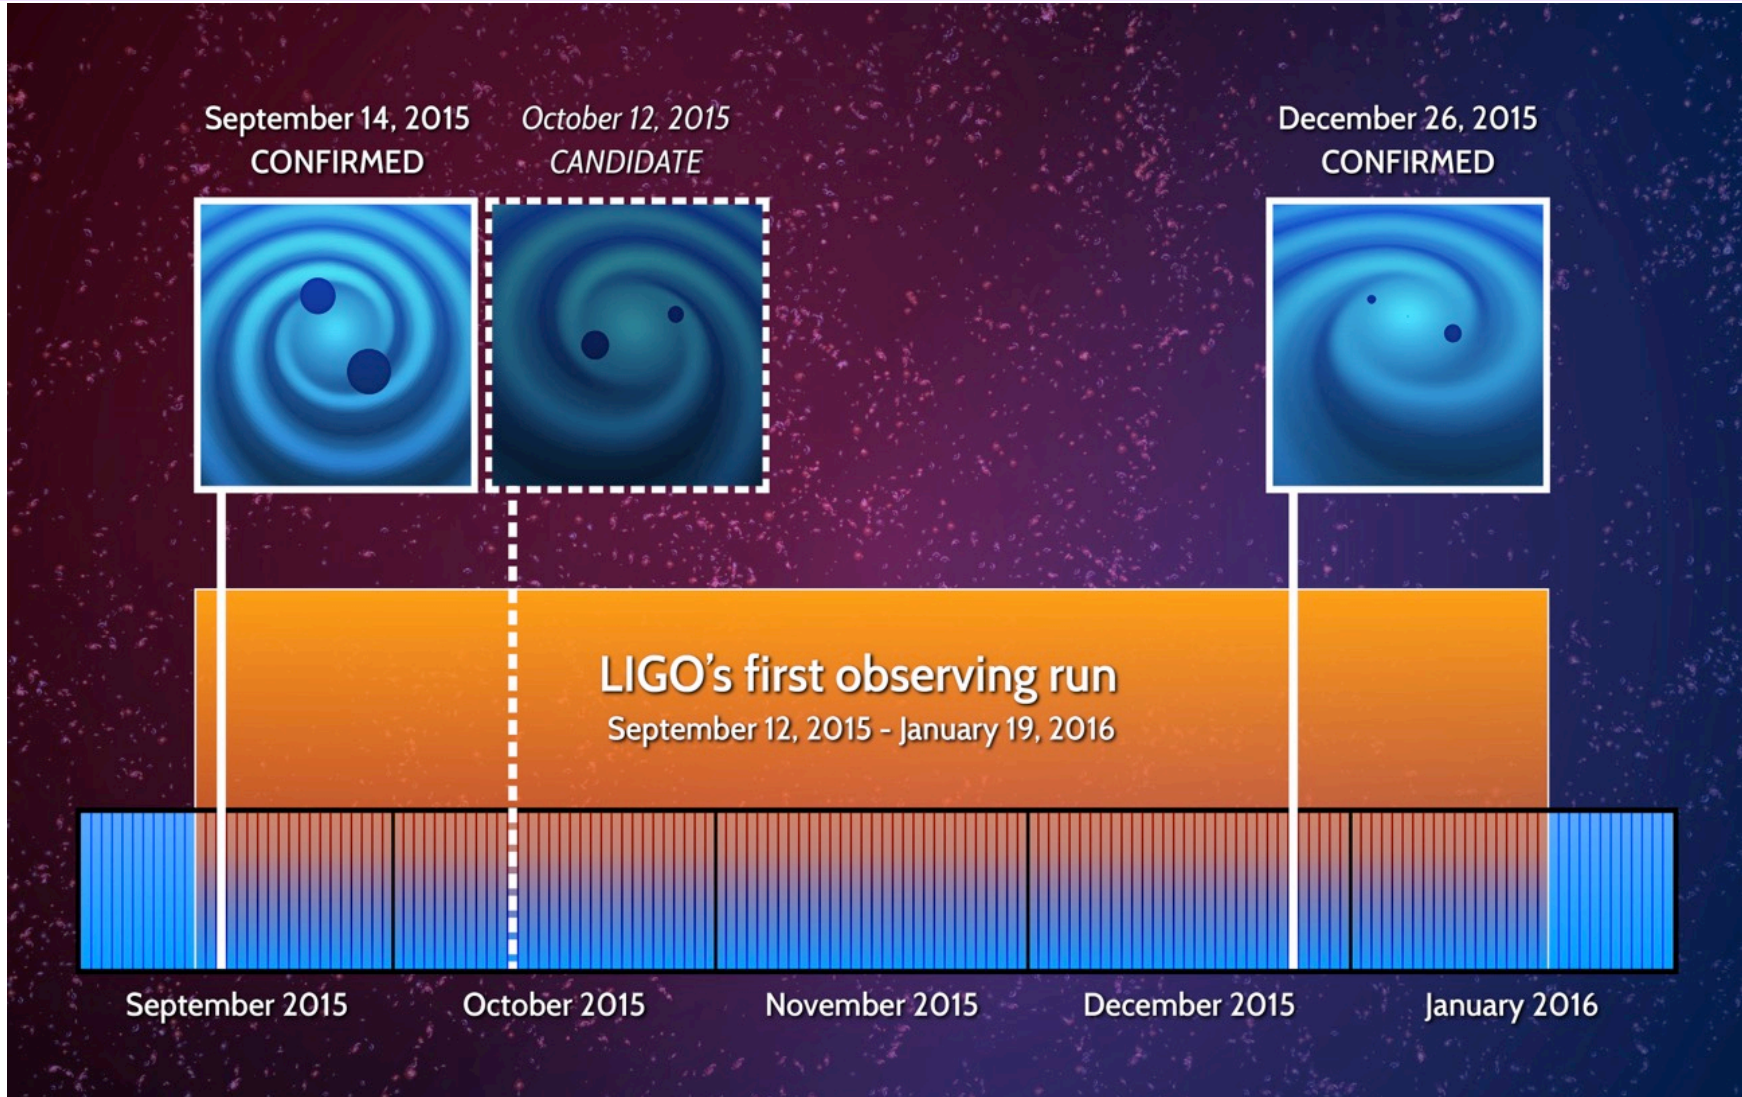 September 14, 2015
CONFIRMED
October 12, 2015
CANDIDATE
December 26, 2015
CONFIRMED
LIGO's first observing run
September 12, 2015 - January 19, 2016
September 2015
October 2015
November 2015
December 2015
January 2016